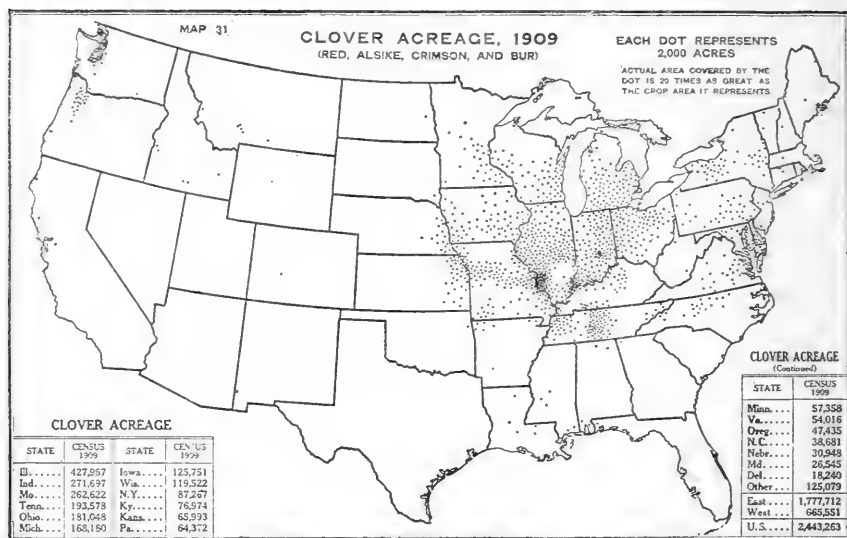 MAP 31
CLOVER ACREAGE, 1909
(RED, ALSIKE, CRIMSON, AND BUR)
EACH DOT REPRESENTS
2,000 ACRES
ACTUAL AREA COVERED BY THE
DOT IS 20 TIMES AS GREAT AS
THE CROP AREA IT REPRESENTS
CLOVER ACREAGE
STATE CENSUS 1909 STATE CENSUS 1909
Ill...... 427,957 Iowa..... 125,751
Ind..... 271,697 Wis..... 119,522
Mo..... 262,622 N.Y..... 87,267
Tenn.... 193,578 Ky...... 76,974
Ohio.... 181,048 Kans.... 65,993
Mich.... 168,160 Pa...... 64,372
CLOVER ACREAGE
(Continued)
STATE CENSUS 1909
Minn..... 57,358
Va....... 54,016
Oreg..... 47,435
N.C...... 38,681
Nebr..... 30,948
Md....... 26,545
Del...... 18,240
Other.... 125,079
East..... 1,777,712
West..... 665,551
U.S...... 2,443,263